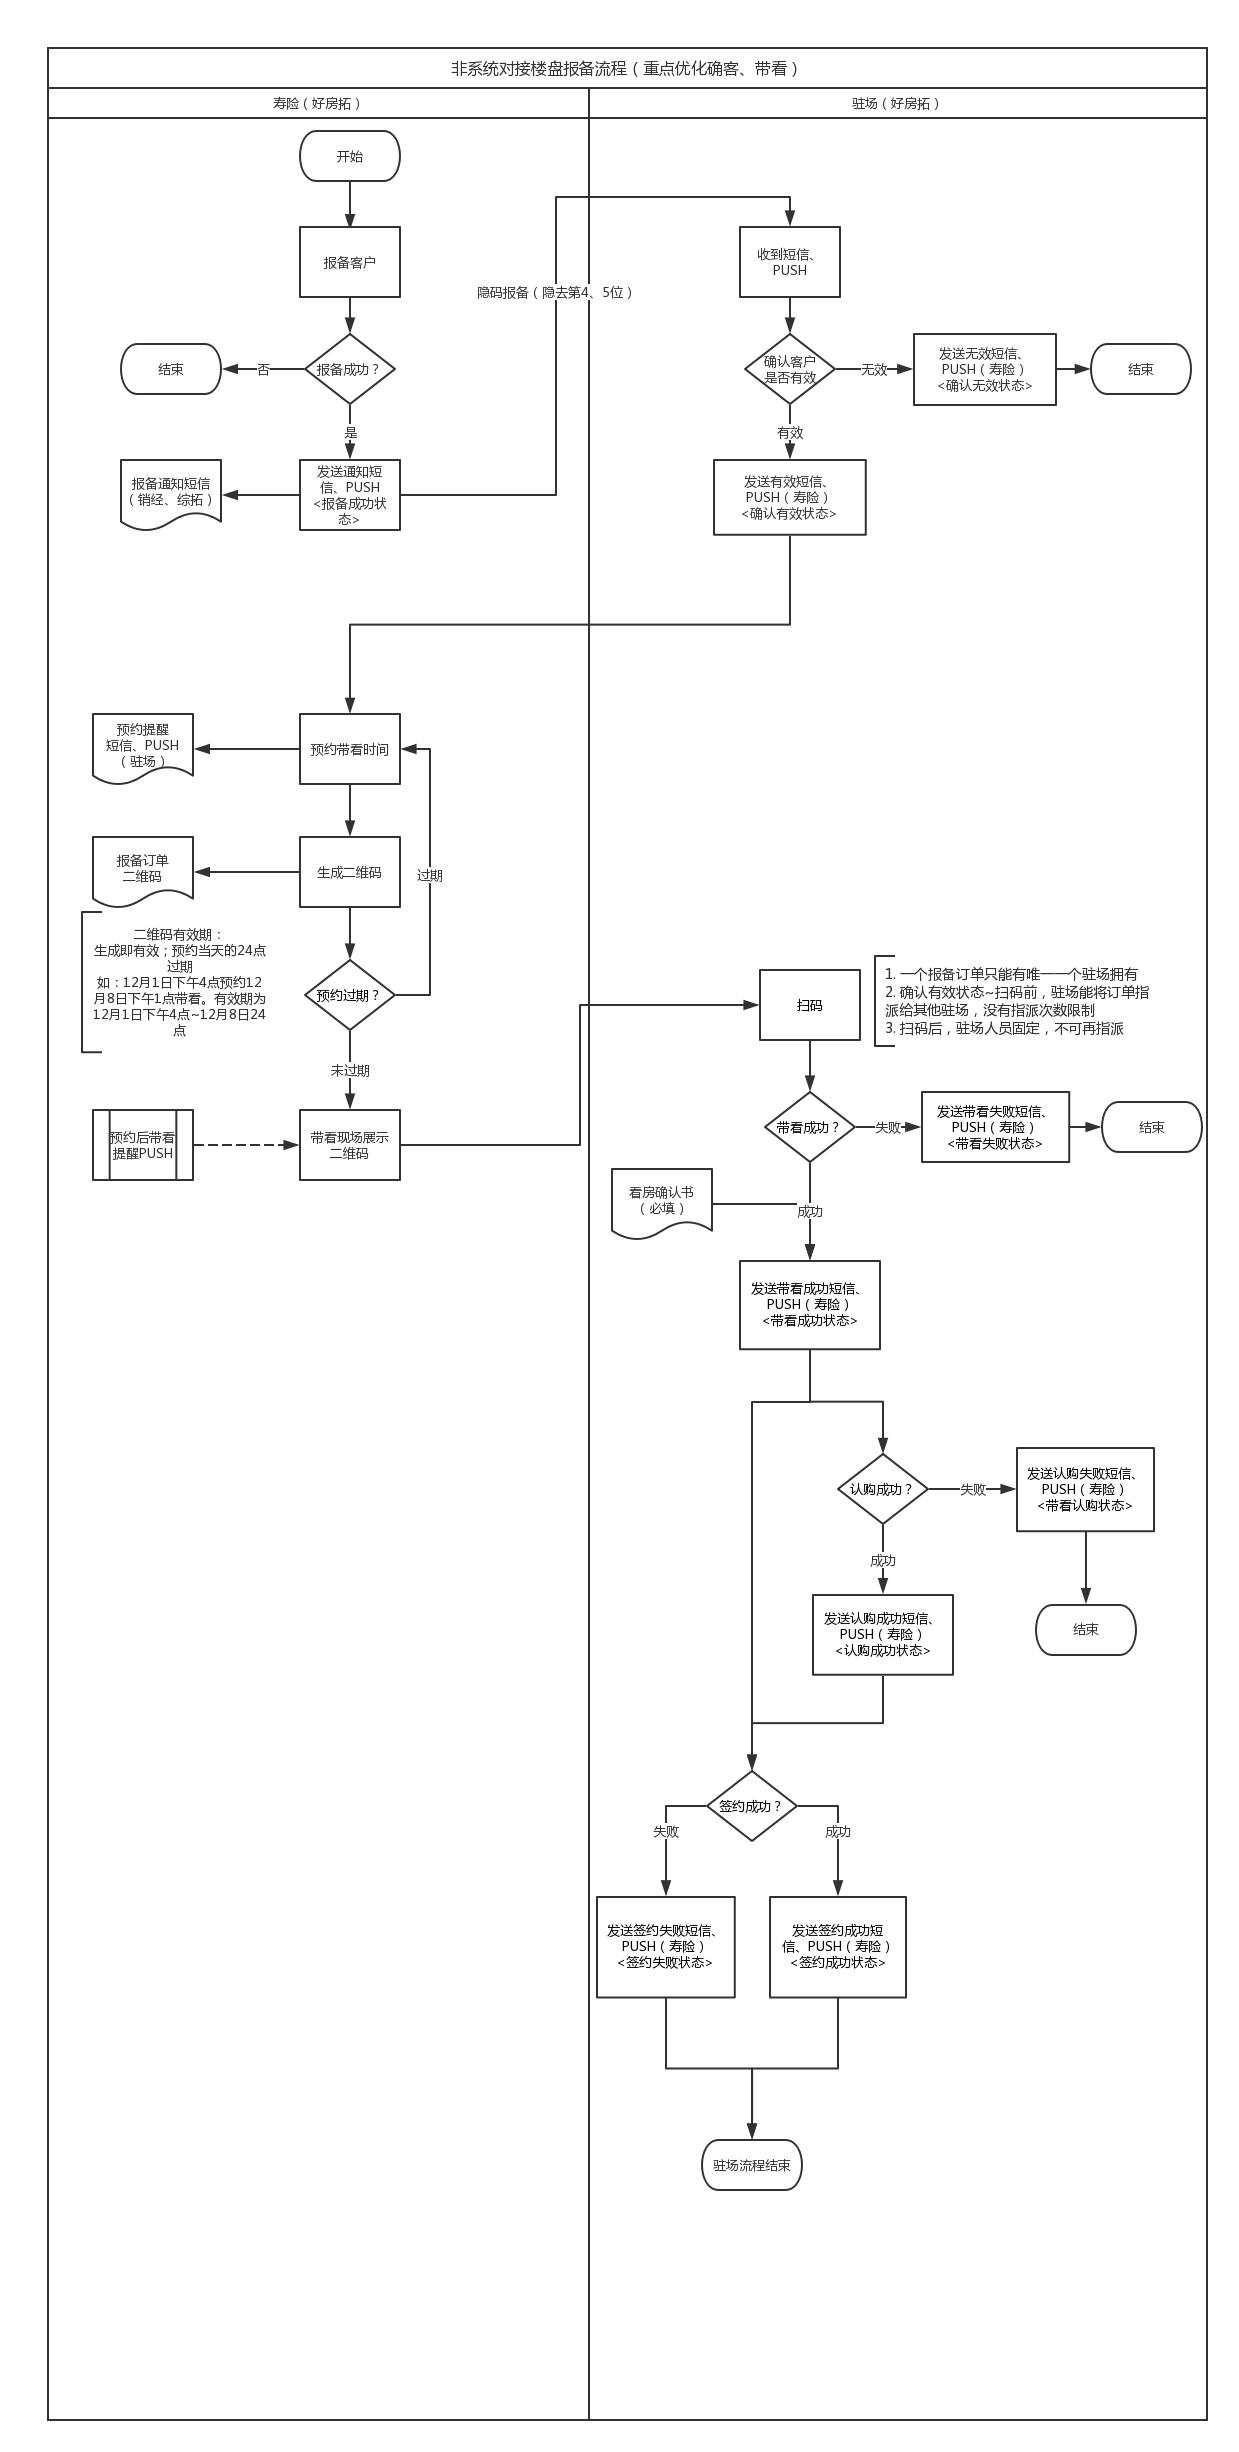 非系统对接楼盘报备流程（重点优化确客、带看）
寿险（好房拓）
驻场（好房拓）
开始
报备客户
隐码报备（隐去第4、5位）
收到短信、
PUSH
结束
否
报备成功？
是
确认客户
是否有效
无效
发送无效短信、
PUSH（寿险）
<确认无效状态>
结束
有效
报备通知短信
（销经、综拓）
发送通知短
信、PUSH
<报备成功状
态>
发送有效短信、
PUSH（寿险）
<确认有效状态>
预约提醒
短信、PUSH
（驻场）
预约带看时间
报备订单
二维码
生成二维码
过期
二维码有效期：
生成即有效；预约当天的24点
过期
如：12月1日下午4点预约12
月8日下午1点带看。有效期为
12月1日下午4点~12月8日24
点
预约过期？
未过期
扫码
1. 一个报备订单只能有唯一一个驻场拥有
2. 确认有效状态~扫码前，驻场能将订单指
派给其他驻场，没有指派次数限制
3. 扫码后，驻场人员固定，不可再指派
预约后带看
提醒PUSH
带看现场展示
二维码
带看成功？
失败
发送带看失败短信、
PUSH（寿险）
<带看失败状态>
结束
看房确认书
（必填）
成功
发送带看成功短信、
PUSH（寿险）
<带看成功状态>
认购成功？
失败
发送认购失败短信、
PUSH（寿险）
<带看认购状态>
成功
发送认购成功短信、
PUSH（寿险）
<认购成功状态>
结束
签约成功？
失败
成功
发送签约失败短信、
PUSH（寿险）
<签约失败状态>
发送签约成功短
信、PUSH（寿险）
<签约成功状态>
驻场流程结束